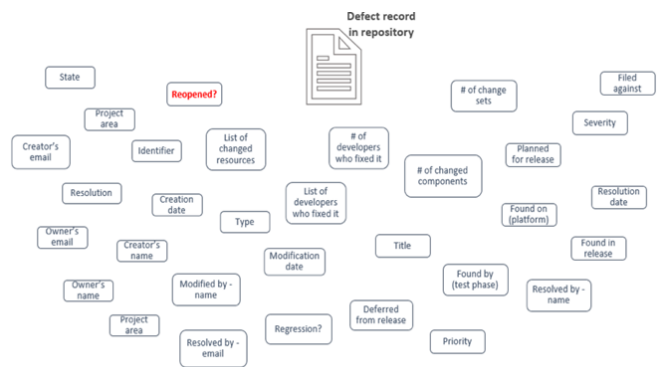 Defect record
in repository
State
Reopened?
# of change
sets
Filed
against
Project
area
Severity
Creator's
email
Identifier
List of
changed
resources
# of
developers
who fixed it
Planned
for release
# of changed
components
Resolution
Creation
date
List of
developers
who fixed it
Resolution
date
Type
Found on
(platform)
Owner's
email
Creator's
name
Title
Found in
release
Modification
date
Owner's
name
Modified by -
name
Found by
(test phase)
Resolved by -
name
Project
area
Regression?
Deferred
from release
Resolved by -
email
Priority